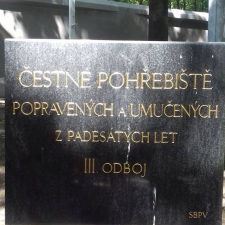 ČESTNÉ POHŘEBIŠTĚ
POPRAVENÝCH A UMUČENÝCH
Z PADESÁTÝCH LET
III. ODBOJ
SBPV